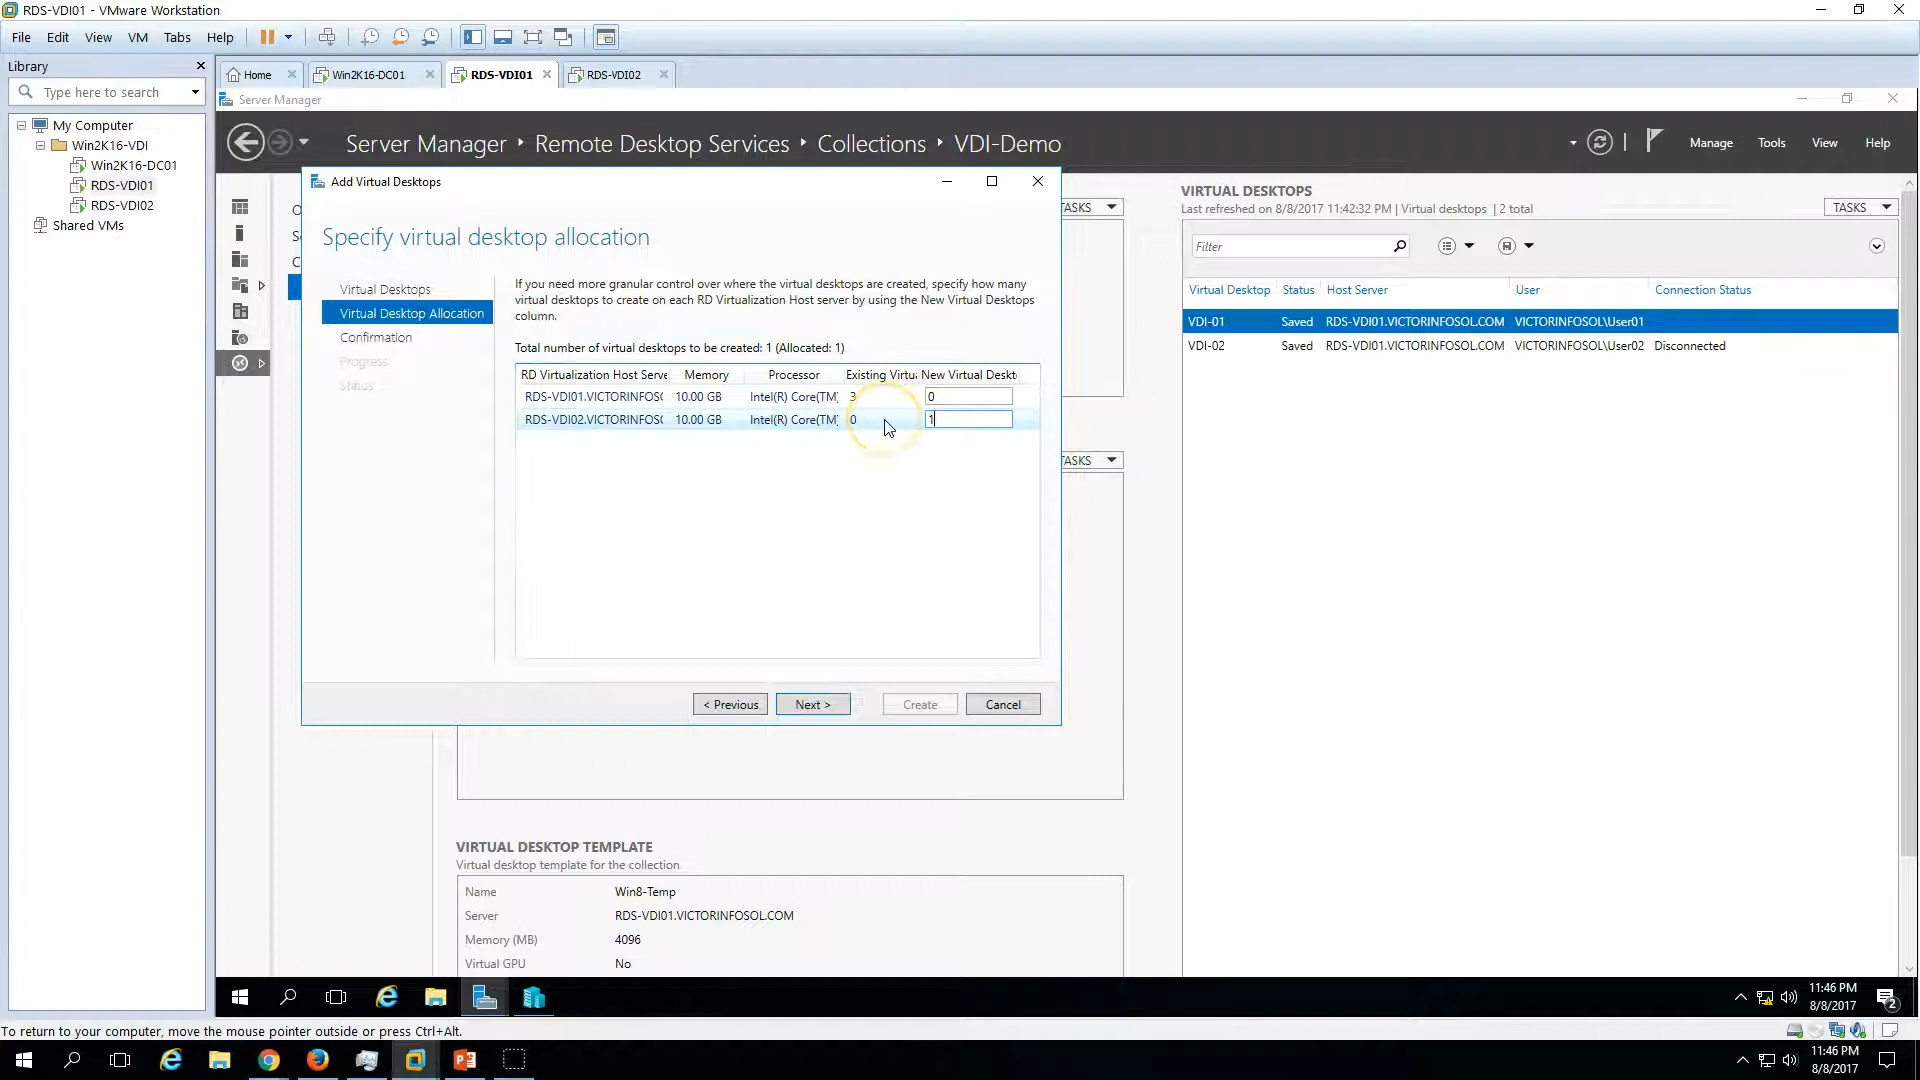 RDS-VDI01 - VMware Workstation
File Edit View VM Tabs Help
Library
Type here to search
My Computer
Win2K16-VDI
Win2K16-DC01
RDS-VDI01
RDS-VDI02
Shared VMs
Home Win2K16-DC01 RDS-VDI01 RDS-VDI02
Server Manager
Server Manager Remote Desktop Services Collections VDI-Demo
Manage Tools View Help
Add Virtual Desktops
Specify virtual desktop allocation
Virtual Desktops
Virtual Desktop Allocation
Confirmation
Progress
Status
If you need more granular control over where the virtual desktops are created, specify how many
virtual desktops to create on each RD Virtualization Host server by using the New Virtual Desktops
column.
Total number of virtual desktops to be created: 1 (Allocated: 1)
RD Virtualization Host Serve Memory Processor Existing Virtu New Virtual Deskt
RDS-VDI01.VICTORINFOSO 10.00 GB Intel(R) Core(TM) 3 0
RDS-VDI02.VICTORINFOSO 10.00 GB Intel(R) Core(TM) 0 1
< Previous Next > Create Cancel
TASKS
TASKS
VIRTUAL DESKTOPS
Last refreshed on 8/8/2017 11:42:32 PM | Virtual desktops | 2 total
TASKS
Filter
Virtual Desktop Status Host Server User Connection Status
VDI-01 Saved RDS-VDI01.VICTORINFOSOL.COM VICTORINFOSOL\User01
VDI-02 Saved RDS-VDI01.VICTORINFOSOL.COM VICTORINFOSOL\User02 Disconnected
VIRTUAL DESKTOP TEMPLATE
Virtual desktop template for the collection
Name Win8-Temp
Server RDS-VDI01.VICTORINFOSOL.COM
Memory (MB) 4096
Virtual GPU No
11:46 PM
8/8/2017
2
To return to your computer, move the mouse pointer outside or press Ctrl+Alt.
11:46 PM
8/8/2017